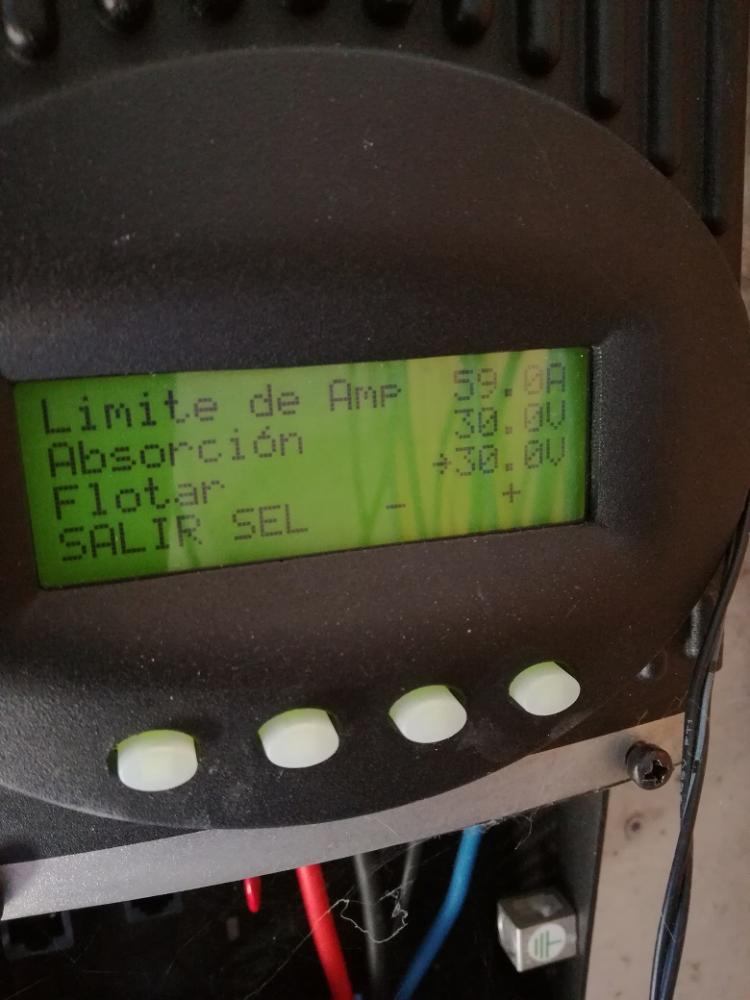 Limite de Amp 59.0A
Absorción 30.0V
Flotar →30.0V
SALIR SEL - +